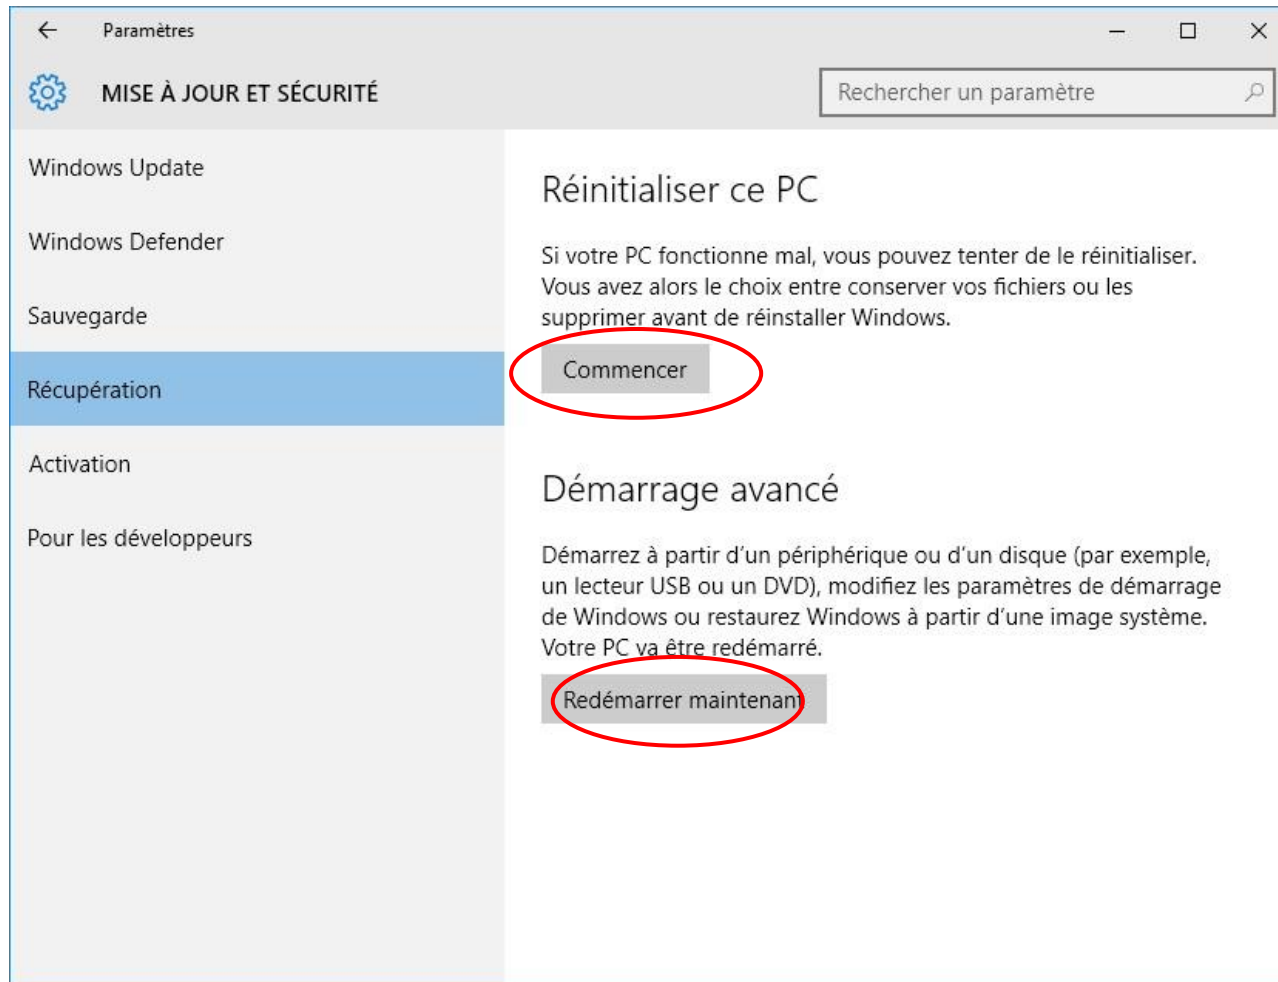 Paramètres
MISE À JOUR ET SÉCURITÉ
Rechercher un paramètre
Windows Update
Windows Defender
Sauvegarde
Récupération
Activation
Pour les développeurs
Réinitialiser ce PC
Si votre PC fonctionne mal, vous pouvez tenter de le réinitialiser.
Vous avez alors le choix entre conserver vos fichiers ou les
supprimer avant de réinstaller Windows.
Commencer
Démarrage avancé
Démarrez à partir d’un périphérique ou d’un disque (par exemple,
un lecteur USB ou un DVD), modifiez les paramètres de démarrage
de Windows ou restaurez Windows à partir d’une image système.
Votre PC va être redémarré.
Redémarrer maintenant